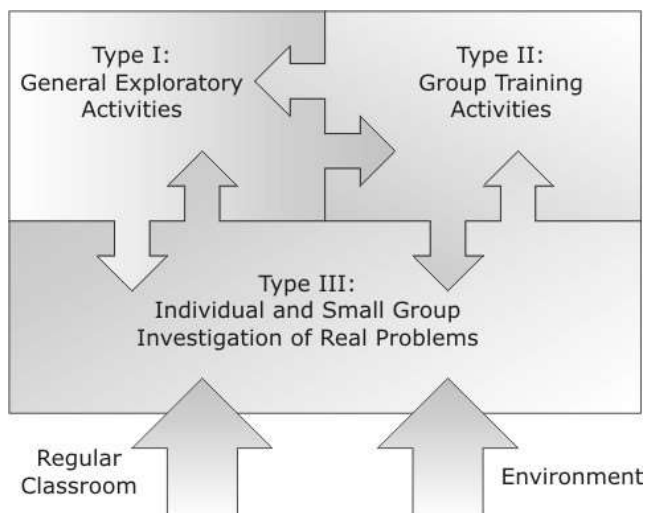 Type I:
General Exploratory
Activities
Type II:
Group Training
Activities
Type III:
Individual and Small Group
Investigation of Real Problems
Regular
Classroom
Environment